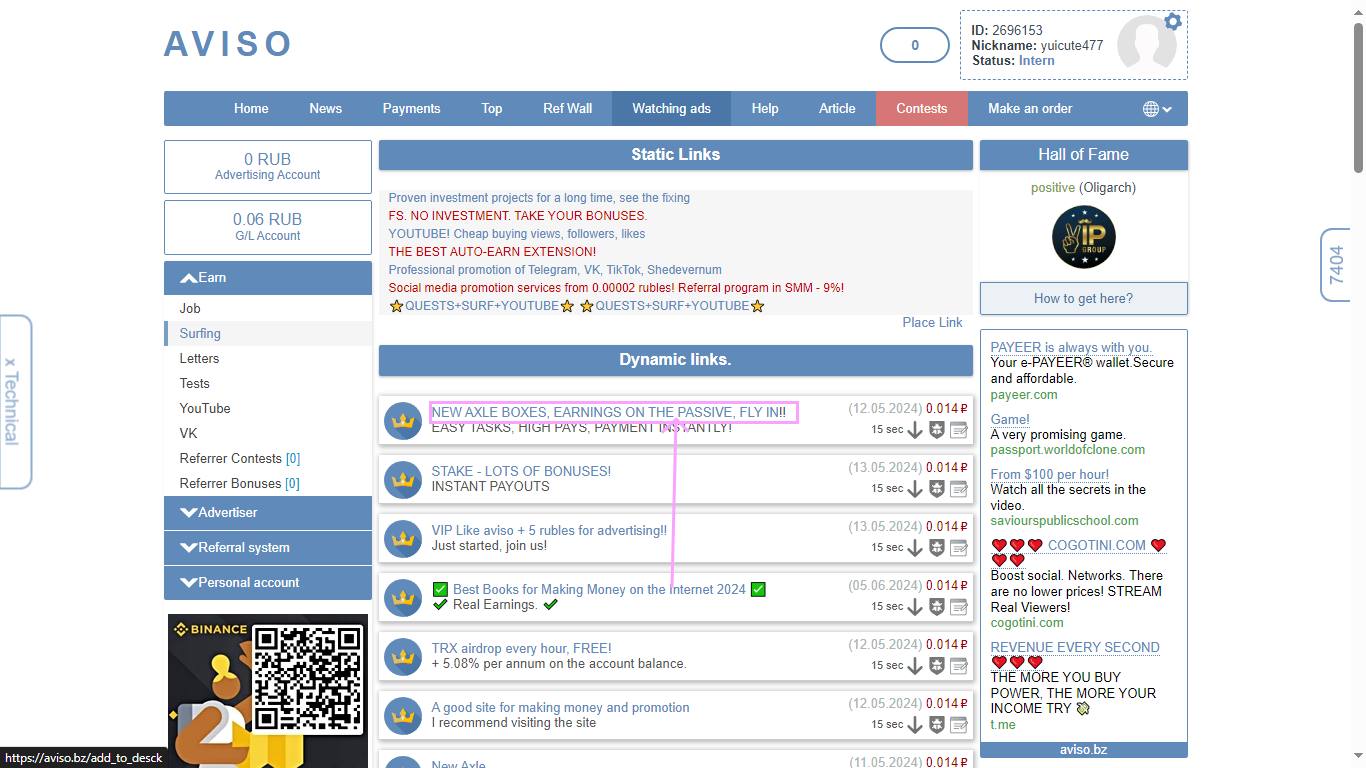 AVISO
0
ID: 2696153
Nickname: yuicute477
Status: Intern
Home News Payments Top Ref Wall Watching ads Help Article Contests Make an order
0 RUB
Advertising Account
0.06 RUB
G/L Account
Earn
Job
Surfing
Letters
Tests
YouTube
VK
Referrer Contests [0]
Referrer Bonuses [0]
Advertiser
Referral system
Personal account
BINANCE
x Technical
Static Links
Proven investment projects for a long time, see the fixing
FS. NO INVESTMENT. TAKE YOUR BONUSES.
YOUTUBE! Cheap buying views, followers, likes
THE BEST AUTO-EARN EXTENSION!
Professional promotion of Telegram, VK, TikTok, Shedevernum
Social media promotion services from 0.00002 rubles! Referral program in SMM - 9%!
⭐QUESTS+SURF+YOUTUBE⭐ ⭐QUESTS+SURF+YOUTUBE⭐
Place Link
Dynamic links.
NEW AXLE BOXES, EARNINGS ON THE PASSIVE, FLY IN!! (12.05.2024) 0.014₽
EASY TASKS, HIGH PAYS, PAYMENT INSTANTLY! 15 sec
STAKE - LOTS OF BONUSES! (13.05.2024) 0.014₽
INSTANT PAYOUTS 15 sec
VIP Like aviso + 5 rubles for advertising!! (13.05.2024) 0.014₽
Just started, join us! 15 sec
✅ Best Books for Making Money on the Internet 2024 ✅ (05.06.2024) 0.014₽
✔ Real Earnings. ✔ 15 sec
TRX airdrop every hour, FREE! (12.05.2024) 0.014₽
+ 5.08% per annum on the account balance. 15 sec
A good site for making money and promotion (12.05.2024) 0.014₽
I recommend visiting the site 15 sec
New Axle (11.05.2024) 0.014₽
Hall of Fame
positive (Oligarch)
VIP
GROUP
How to get here?
7404
PAYEER is always with you.
Your e-PAYEER® wallet.Secure
and affordable.
payeer.com
Game!
A very promising game.
passport.worldofclone.com
From $100 per hour!
Watch all the secrets in the
video.
saviourspublicschool.com
❤❤❤ COGOTINI.COM ❤
❤❤
Boost social. Networks. There
are no lower prices! STREAM
Real Viewers!
cogotini.com
REVENUE EVERY SECOND
❤❤❤
THE MORE YOU BUY
POWER, THE MORE YOUR
INCOME TRY 💸
t.me
aviso.bz
https://aviso.bz/add_to_desck